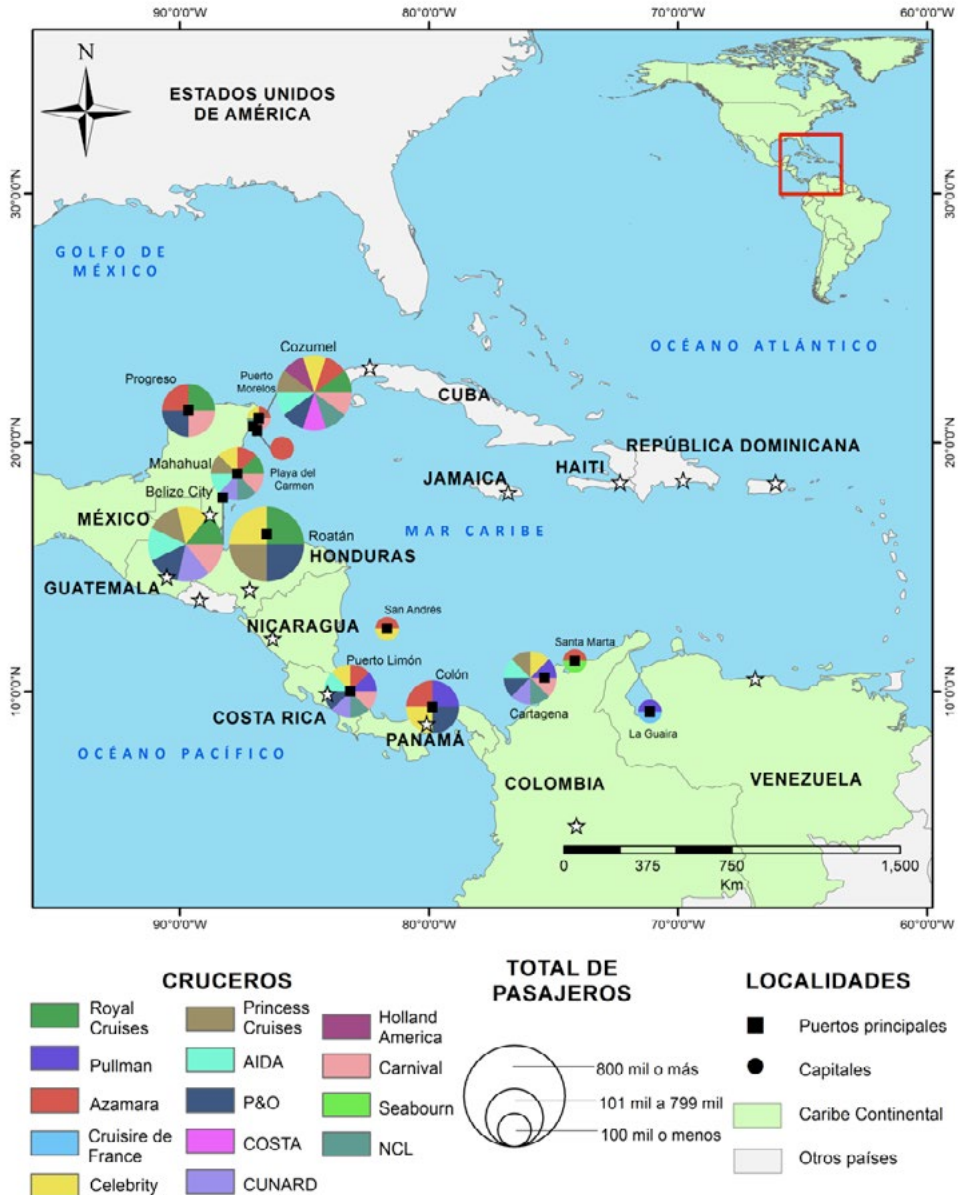 90°0'0"W 80°0'0"W 70°0'0"W 60°0'0"W
N
ESTADOS UNIDOS
DE AMÉRICA
30°0'0"N
30°0'0"N
GOLFO DE
MÉXICO
OCÉANO ATLÁNTICO
Cozumel
Progreso
Puerto
Morelos
CUBA
20°0'0"N
20°0'0"N
REPÚBLICA DOMINICANA
Mahahual
Playa del
Carmen
JAMAICA
HAITI
Belize City
MÉXICO
MAR CARIBE
Roatán
HONDURAS
GUATEMALA
San Andrés
NICARAGUA
Santa Marta
Puerto Limón
Colón
10°0'0"N
10°0'0"N
COSTA RICA
Cartagena
PANAMÁ
La Guaira
OCÉANO PACÍFICO
COLOMBIA
VENEZUELA
0 375 750 1,500
Km
90°0'0"W 80°0'0"W 70°0'0"W 60°0'0"W
CRUCEROS
Royal
Cruises
Pullman
Azamara
Cruisire de
France
Celebrity
Princess
Cruises
AIDA
P&O
COSTA
CUNARD
Holland
America
Carnival
Seabourn
NCL
TOTAL DE
PASAJEROS
800 mil o más
101 mil a 799 mil
100 mil o menos
LOCALIDADES
Puertos principales
Capitales
Caribe Continental
Otros países